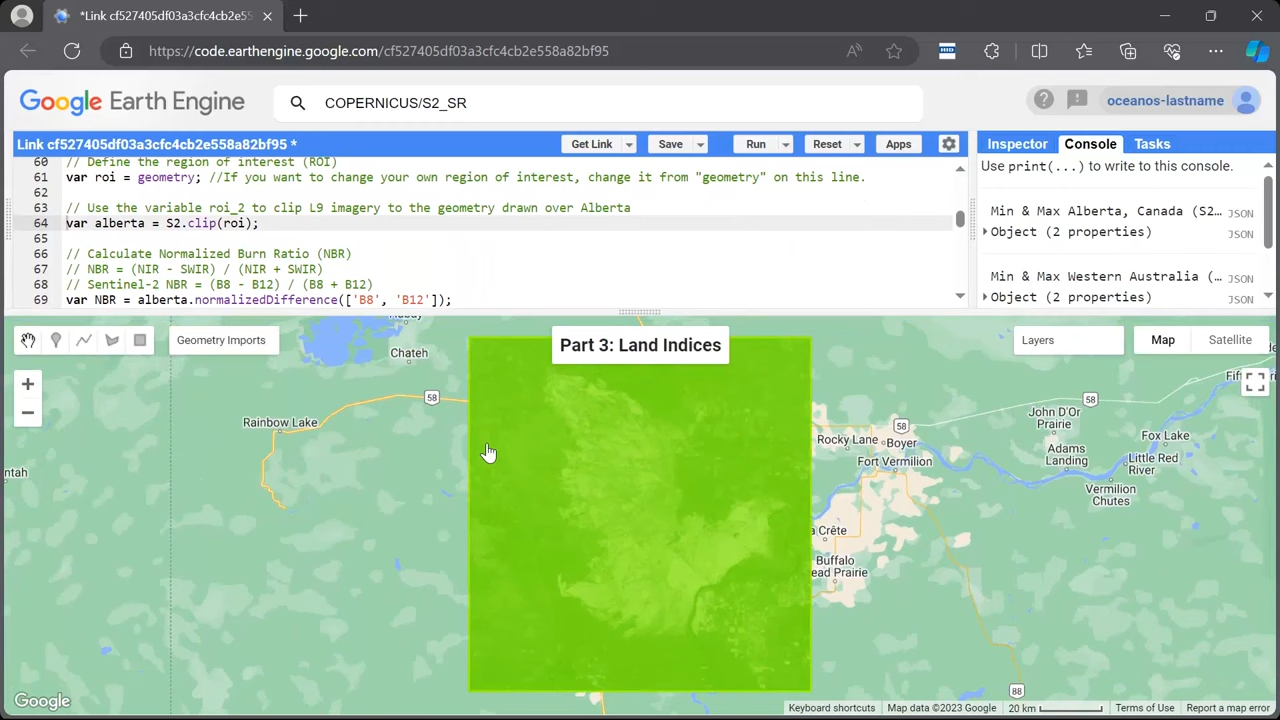 *Link cf527405df03a3cfc4cb2e55
https://code.earthengine.google.com/cf527405df03a3cfc4cb2e558a82bf95
Google Earth Engine
COPERNICUS/S2_SR
oceanos-lastname
Link cf527405df03a3cfc4cb2e558a82bf95 *
Get Link
Save
Run
Reset
Apps
Inspector
Console
Tasks
60 // Define the region of interest (ROI)
61 var roi = geometry; //If you want to change your own region of interest, change it from "geometry" on this line.
62
63 // Use the variable roi_2 to clip L9 imagery to the geometry drawn over Alberta
64 var alberta = S2.clip(roi);
65
66 // Calculate Normalized Burn Ratio (NBR)
67 // NBR = (NIR - SWIR) / (NIR + SWIR)
68 // Sentinel-2 NBR = (B8 - B12) / (B8 + B12)
69 var NBR = alberta.normalizedDifference(['B8', 'B12']);
Use print(...) to write to this console.
Min & Max Alberta, Canada (S2…
JSON
Object (2 properties)
JSON
Min & Max Western Australia (…
JSON
Object (2 properties)
JSON
Geometry Imports
Part 3: Land Indices
Layers
Map
Satellite
Chateh
58
Rainbow Lake
58
58
John D'Or
Prairie
Fox Lake
Rocky Lane
Boyer
Adams
Landing
Little Red
River
Fort Vermilion
Vermilion
Chutes
a Crête
Buffalo
ead Prairie
ntah
88
Google
Keyboard shortcuts
Map data ©2023 Google
20 km
Terms of Use
Report a map error